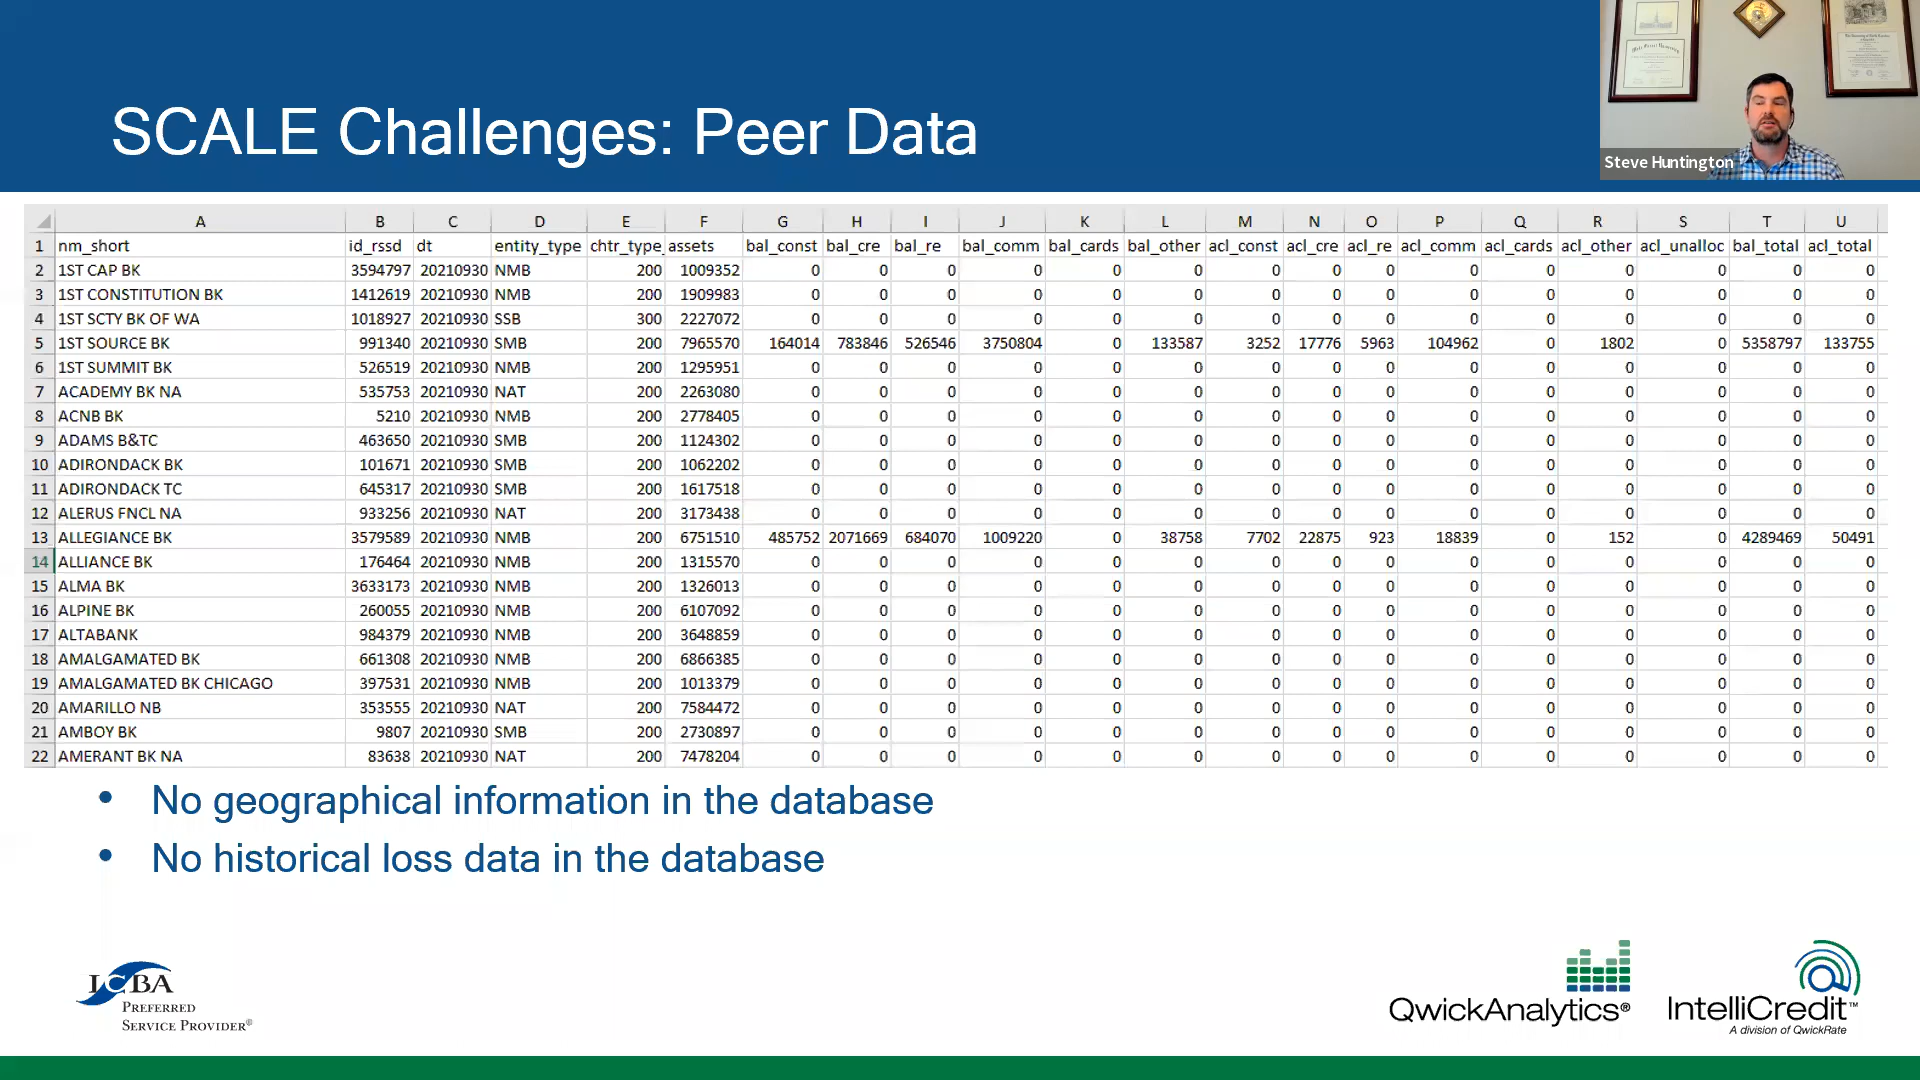 SCALE Challenges: Peer Data
Steve Huntington
A B C D E F G H I J K L M N O P Q R S T U
1 nm_short id_rssd dt entity_type chtr_type_ assets bal_const bal_cre bal_re bal_comm bal_cards bal_other acl_const acl_cre acl_re acl_comm acl_cards acl_other acl_unalloc bal_total acl_total
2 1ST CAP BK 3594797 20210930 NMB 200 1009352 0 0 0 0 0 0 0 0 0 0 0 0 0 0 0
3 1ST CONSTITUTION BK 1412619 20210930 NMB 200 1909983 0 0 0 0 0 0 0 0 0 0 0 0 0 0 0
4 1ST SCTY BK OF WA 1018927 20210930 SSB 300 2227072 0 0 0 0 0 0 0 0 0 0 0 0 0 0 0
5 1ST SOURCE BK 991340 20210930 SMB 200 7965570 164014 783846 526546 3750804 0 133587 3252 17776 5963 104962 0 1802 0 5358797 133755
6 1ST SUMMIT BK 526519 20210930 NMB 200 1295951 0 0 0 0 0 0 0 0 0 0 0 0 0 0 0
7 ACADEMY BK NA 535753 20210930 NAT 200 2263080 0 0 0 0 0 0 0 0 0 0 0 0 0 0 0
8 ACNB BK 5210 20210930 NMB 200 2778405 0 0 0 0 0 0 0 0 0 0 0 0 0 0 0
9 ADAMS B&TC 463650 20210930 SMB 200 1124302 0 0 0 0 0 0 0 0 0 0 0 0 0 0 0
10 ADIRONDACK BK 101671 20210930 SMB 200 1062202 0 0 0 0 0 0 0 0 0 0 0 0 0 0 0
11 ADIRONDACK TC 645317 20210930 SMB 200 1617518 0 0 0 0 0 0 0 0 0 0 0 0 0 0 0
12 ALERUS FNCL NA 933256 20210930 NAT 200 3173438 0 0 0 0 0 0 0 0 0 0 0 0 0 0 0
13 ALLEGIANCE BK 3579589 20210930 NMB 200 6751510 485752 2071669 684070 1009220 0 38758 7702 22875 923 18839 0 152 0 4289469 50491
14 ALLIANCE BK 176464 20210930 NMB 200 1315570 0 0 0 0 0 0 0 0 0 0 0 0 0 0 0
15 ALMA BK 3633173 20210930 NMB 200 1326013 0 0 0 0 0 0 0 0 0 0 0 0 0 0 0
16 ALPINE BK 260055 20210930 NMB 200 6107092 0 0 0 0 0 0 0 0 0 0 0 0 0 0 0
17 ALTABANK 984379 20210930 NMB 200 3648859 0 0 0 0 0 0 0 0 0 0 0 0 0 0 0
18 AMALGAMATED BK 661308 20210930 NMB 200 6866385 0 0 0 0 0 0 0 0 0 0 0 0 0 0 0
19 AMALGAMATED BK CHICAGO 397531 20210930 NMB 200 1013379 0 0 0 0 0 0 0 0 0 0 0 0 0 0 0
20 AMARILLO NB 353555 20210930 NAT 200 7584472 0 0 0 0 0 0 0 0 0 0 0 0 0 0 0
21 AMBOY BK 9807 20210930 SMB 200 2730897 0 0 0 0 0 0 0 0 0 0 0 0 0 0 0
22 AMERANT BK NA 83638 20210930 NAT 200 7478204 0 0 0 0 0 0 0 0 0 0 0 0 0 0 0
• No geographical information in the database
• No historical loss data in the database
ICBA
PREFERRED
SERVICE PROVIDER®
QwickAnalytics®
IntelliCredit™
A division of QwickRate